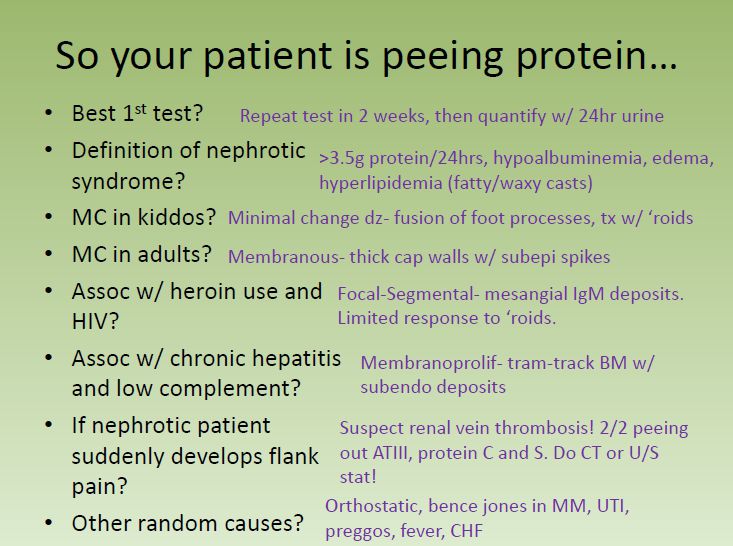 So your patient is peeing protein…
• Best 1st test? Repeat test in 2 weeks, then quantify w/ 24hr urine
• Definition of nephrotic syndrome?
>3.5g protein/24hrs, hypoalbuminemia, edema,
hyperlipidemia (fatty/waxy casts)
• MC in kiddos? Minimal change dz- fusion of foot processes, tx w/ ‘roids
• MC in adults? Membranous- thick cap walls w/ subepi spikes
• Assoc w/ heroin use and
HIV?
Focal-Segmental- mesangial IgM deposits.
Limited response to ‘roids.
• Assoc w/ chronic hepatitis
and low complement?
Membranoprolif- tram-track BM w/
subendo deposits
• If nephrotic patient
suddenly develops flank
pain?
Suspect renal vein thrombosis! 2/2 peeing
out ATIII, protein C and S. Do CT or U/S
stat!
• Other random causes?
Orthostatic, bence jones in MM, UTI,
preggos, fever, CHF